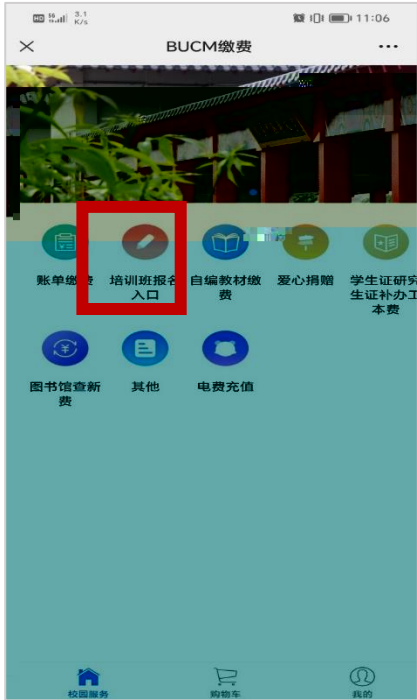 HD 5G 3.1 K/s 11:06
BUCM缴费
账单缴费 培训班报名入口 自编教材缴费 爱心捐赠 学生证研究生证补办工本费
图书馆查新费 其他 电费充值
校园服务 购物车 我的